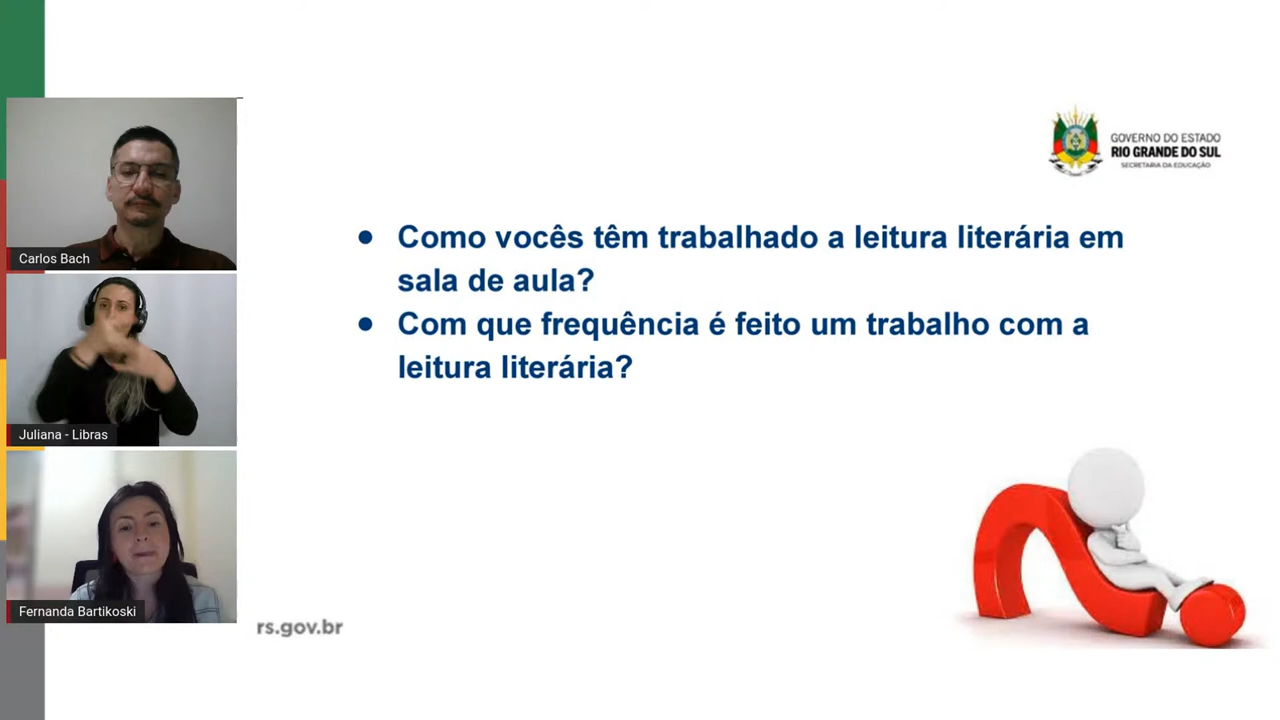 GOVERNO DO ESTADO
RIO GRANDE DO SUL
SECRETARIA DA EDUCAÇÃO
● Como vocês têm trabalhado a leitura literária em
sala de aula?
● Com que frequência é feito um trabalho com a
leitura literária?
Carlos Bach
Juliana - Libras
Fernanda Bartikoski
rs.gov.br